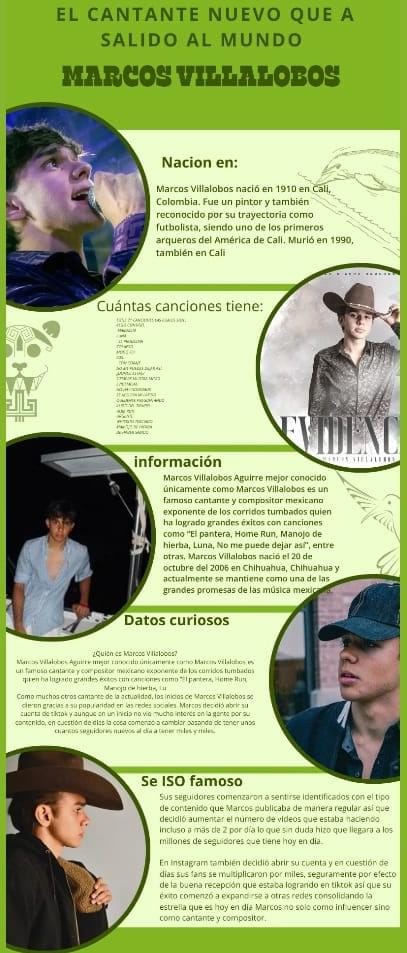 EL CANTANTE NUEVO QUE A
SALIDO AL MUNDO
MARCOS VILLALOBOS
Nacion en:
Marcos Villalobos nació en 1910 en Cali,
Colombia. Fue un pintor y también
reconocido por su trayectoria como
futbolista, siendo uno de los primeros
arqueros del América de Cali. Murió en 1990,
también en Cali
Cuántas canciones tiene:
EVIDENC
MARCOS VILLALOBOS
información
Marcos Villalobos Aguirre mejor conocido
únicamente como Marcos Villalobos es un
famoso cantante y compositor mexicano
exponente de los corridos tumbados quien
ha logrado grandes éxitos con canciones
como "El pantera, Home Run, Manojo de
hierba, Luna, No me puede dejar así", entre
otras. Marcos Villalobos nació el 20 de
octubre del 2006 en Chihuahua, Chihuahua y
actualmente se mantiene como una de las
grandes promesas de las música mexicana.
Datos curiosos
¿Quién es Marcos Villalobos?
Marcos Villalobos Aguirre mejor conocido únicamente como Marcos Villalobos es
un famoso cantante y compositor mexicano exponente de los corridos tumbados
quien ha logrado grandes éxitos con canciones como "El pantera, Home Run,
Manojo de hierba, Lu
Como muchos otros cantante de la actualidad, los inicios de Marcos Villalobos se
dieron gracias a su popularidad en las redes sociales. Marcos decidió abrir su
cuenta de tiktok y aunque en un inicio no vio mucho interés en la gente por su
contenido, en cuestión de días la cosa comenzó a cambiar pasando de tener unos
cuantos seguidores nuevos al día a tener miles y miles.
Se ISO famoso
Sus seguidores comenzaron a sentirse identificados con el tipo
de contenido que Marcos publicaba de manera regular así que
decidió aumentar el número de videos que estaba haciendo
incluso a más de 2 por día lo que sin duda hizo que llegara a los
millones de seguidores que tiene hoy en día.
En Instagram también decidió abrir su cuenta y en cuestión de
días sus fans se multiplicaron por miles, seguramente por efecto
de la buena recepción que estaba logrando en tiktok así que su
éxito comenzó a expandirse a otras redes consolidando la
estrella que es hoy en día Marcos no solo como influencer sino
como cantante y compositor.